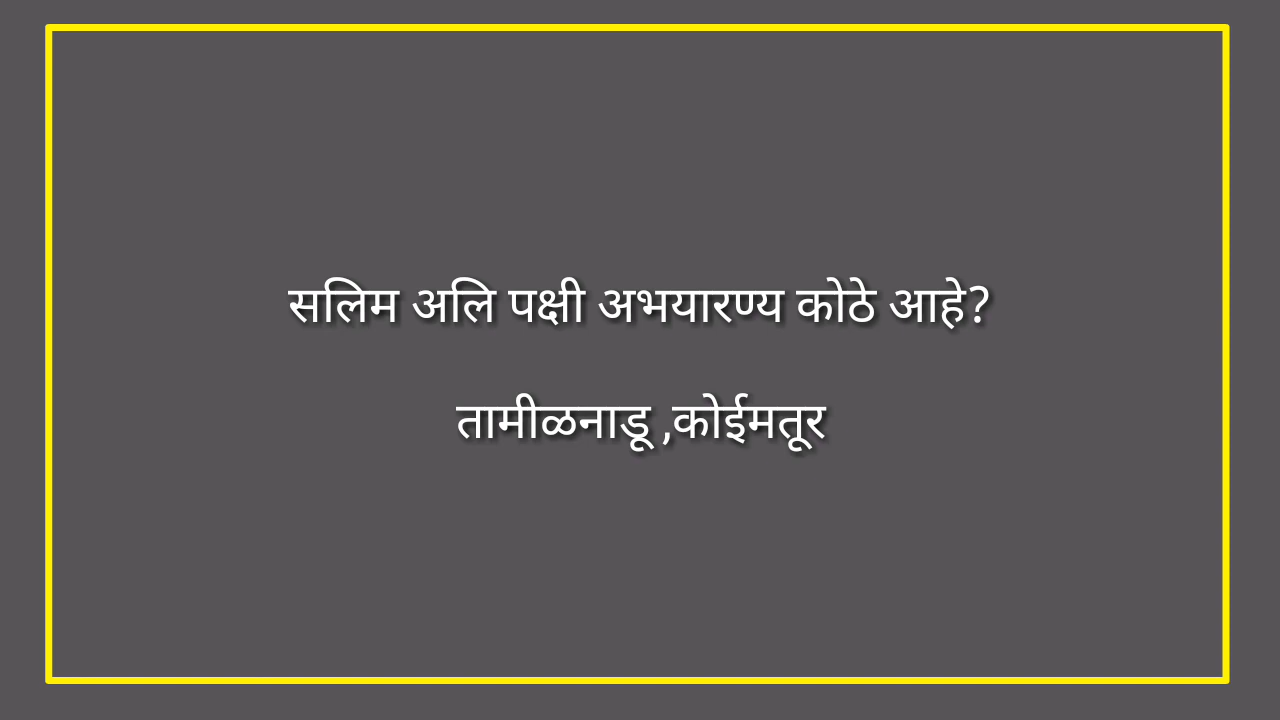 सलिम अलि पक्षी अभयारण्य कोठे आहे?
तामीळनाडू ,कोईमतूर